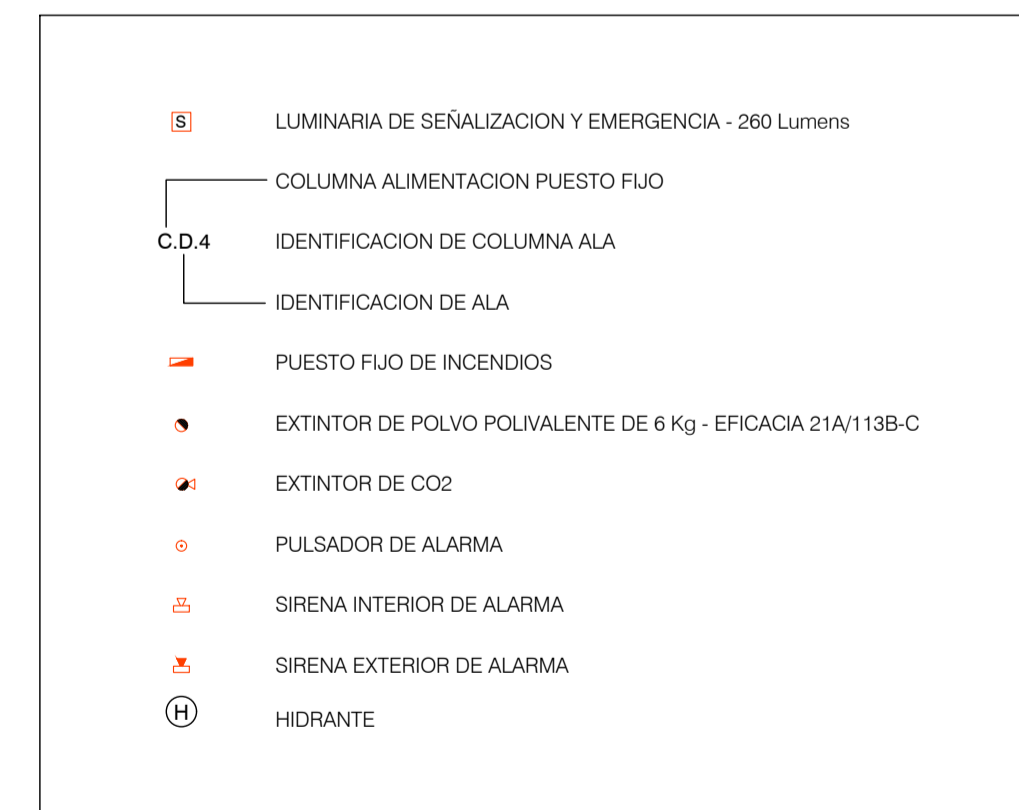 S LUMINARIA DE SEÑALIZACION Y EMERGENCIA - 260 Lumens
COLUMNA ALIMENTACION PUESTO FIJO
C.D.4 IDENTIFICACION DE COLUMNA ALA
IDENTIFICACION DE ALA
PUESTO FIJO DE INCENDIOS
EXTINTOR DE POLVO POLIVALENTE DE 6 Kg - EFICACIA 21A/113B-C
EXTINTOR DE CO2
PULSADOR DE ALARMA
SIRENA INTERIOR DE ALARMA
SIRENA EXTERIOR DE ALARMA
H HIDRANTE